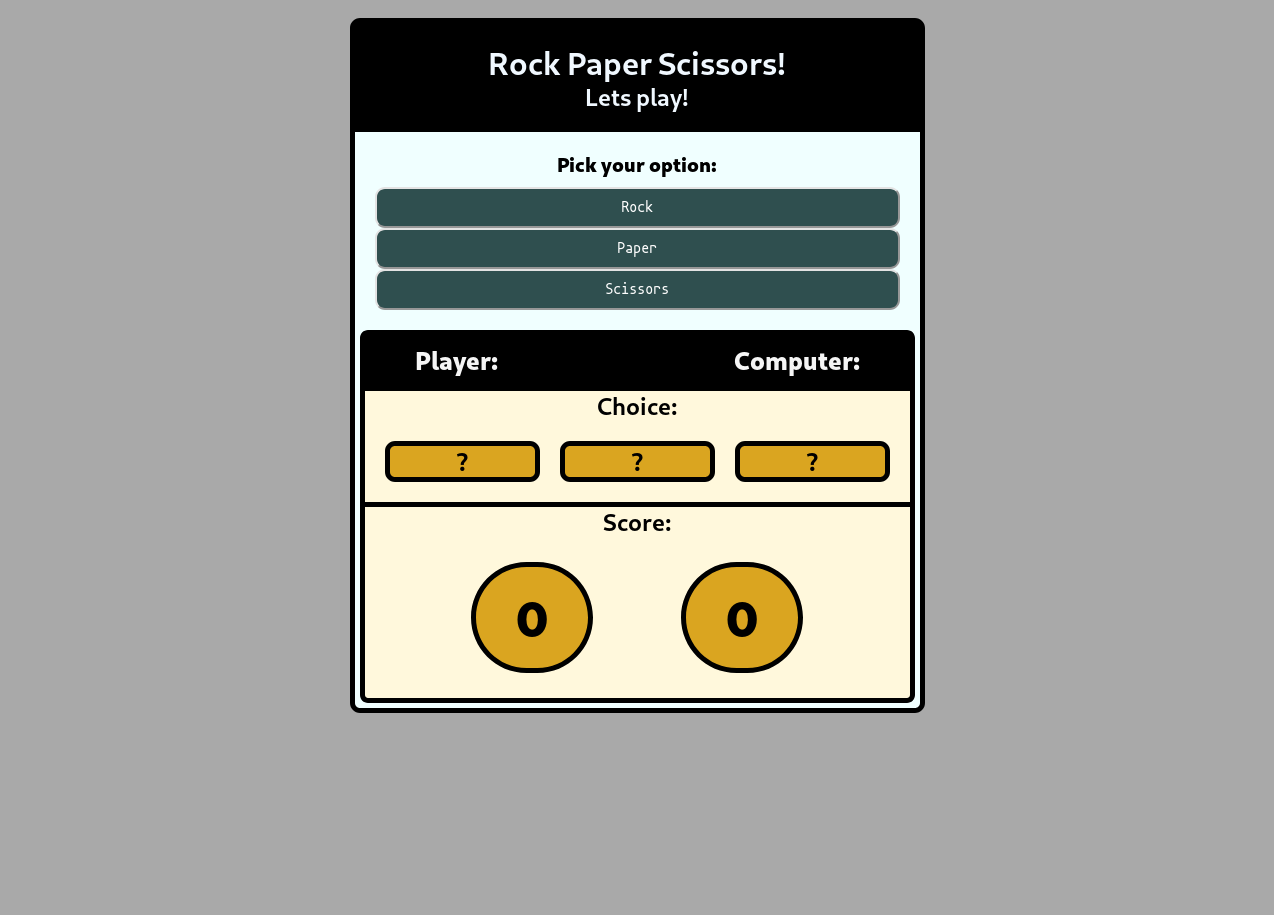 Rock Paper Scissors!
Lets play!
Pick your option:
Rock
Paper
Scissors
Player: Computer:
Choice:
? ? ?
Score:
0 0